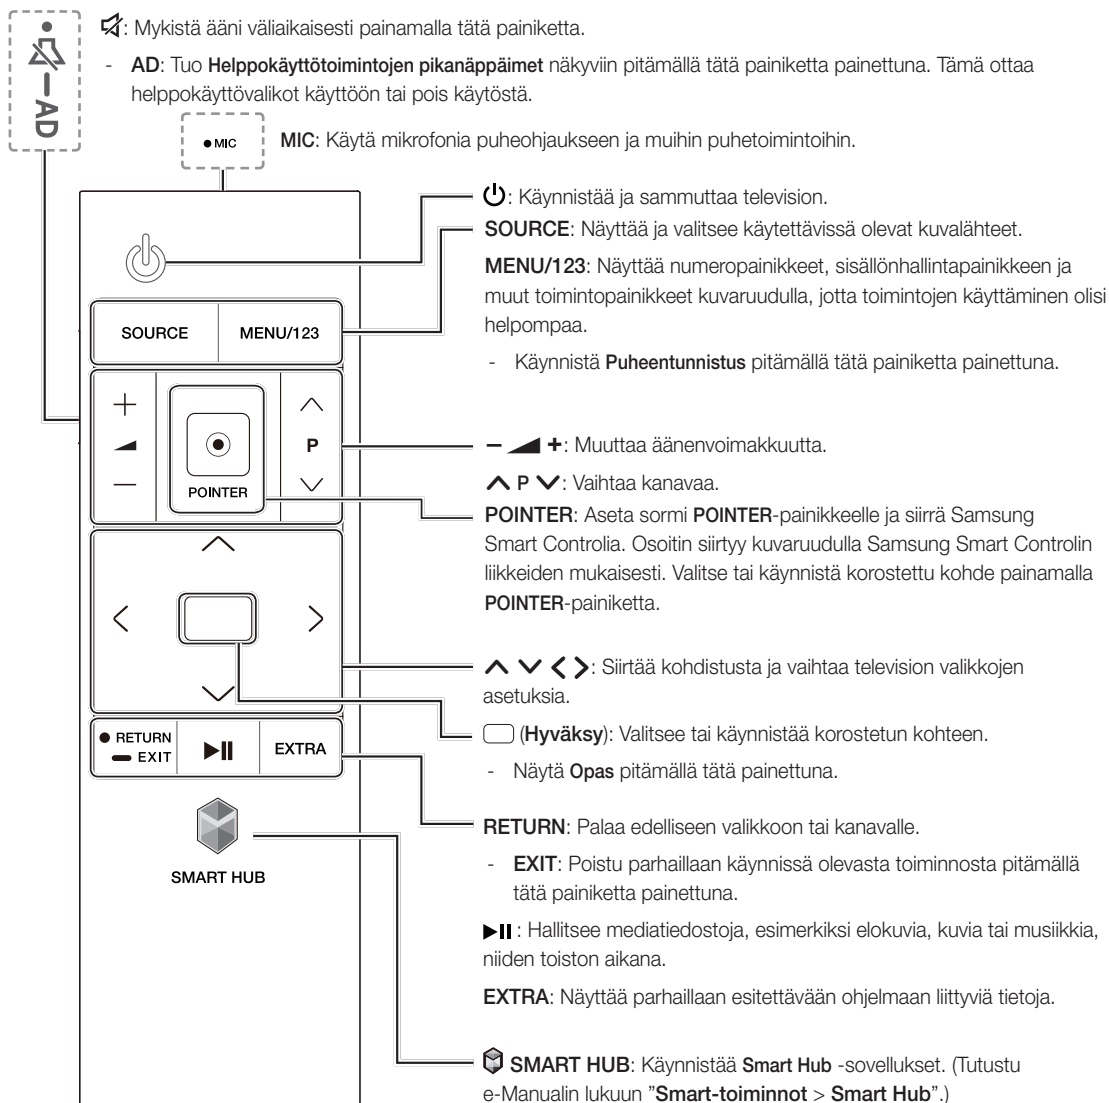 : Mykistä ääni väliaikaisesti painamalla tätä painiketta.
- AD: Tuo Helppokäyttötoimintojen pikanäppäimet näkyviin pitämällä tätä painiketta painettuna. Tämä ottaa
helppokäyttövalikot käyttöön tai pois käytöstä.
AD
MIC
MIC: Käytä mikrofonia puheohjaukseen ja muihin puhetoimintoihin.
: Käynnistää ja sammuttaa television.
SOURCE: Näyttää ja valitsee käytettävissä olevat kuvalähteet.
MENU/123: Näyttää numeropainikkeet, sisällönhallintapainikkeen ja
muut toimintopainikkeet kuvaruudulla, jotta toimintojen käyttäminen olisi
helpompaa.
- Käynnistä Puheentunnistus pitämällä tätä painiketta painettuna.
SOURCE
MENU/123
P
POINTER
− +: Muuttaa äänenvoimakkuutta.
P : Vaihtaa kanavaa.
POINTER: Aseta sormi POINTER-painikkeelle ja siirrä Samsung
Smart Controlia. Osoitin siirtyy kuvaruudulla Samsung Smart Controlin
liikkeiden mukaisesti. Valitse tai käynnistä korostettu kohde painamalla
POINTER-painiketta.
: Siirtää kohdistusta ja vaihtaa television valikkojen
asetuksia.
(Hyväksy): Valitsee tai käynnistää korostetun kohteen.
- Näytä Opas pitämällä tätä painettuna.
RETURN
EXIT
EXTRA
SMART HUB
RETURN: Palaa edelliseen valikkoon tai kanavalle.
- EXIT: Poistu parhaillaan käynnissä olevasta toiminnosta pitämällä
tätä painiketta painettuna.
: Hallitsee mediatiedostoja, esimerkiksi elokuvia, kuvia tai musiikkia,
niiden toiston aikana.
EXTRA: Näyttää parhaillaan esitettävään ohjelmaan liittyviä tietoja.
SMART HUB: Käynnistää Smart Hub -sovellukset. (Tutustu
e-Manualin lukuun ”Smart-toiminnot > Smart Hub”.)